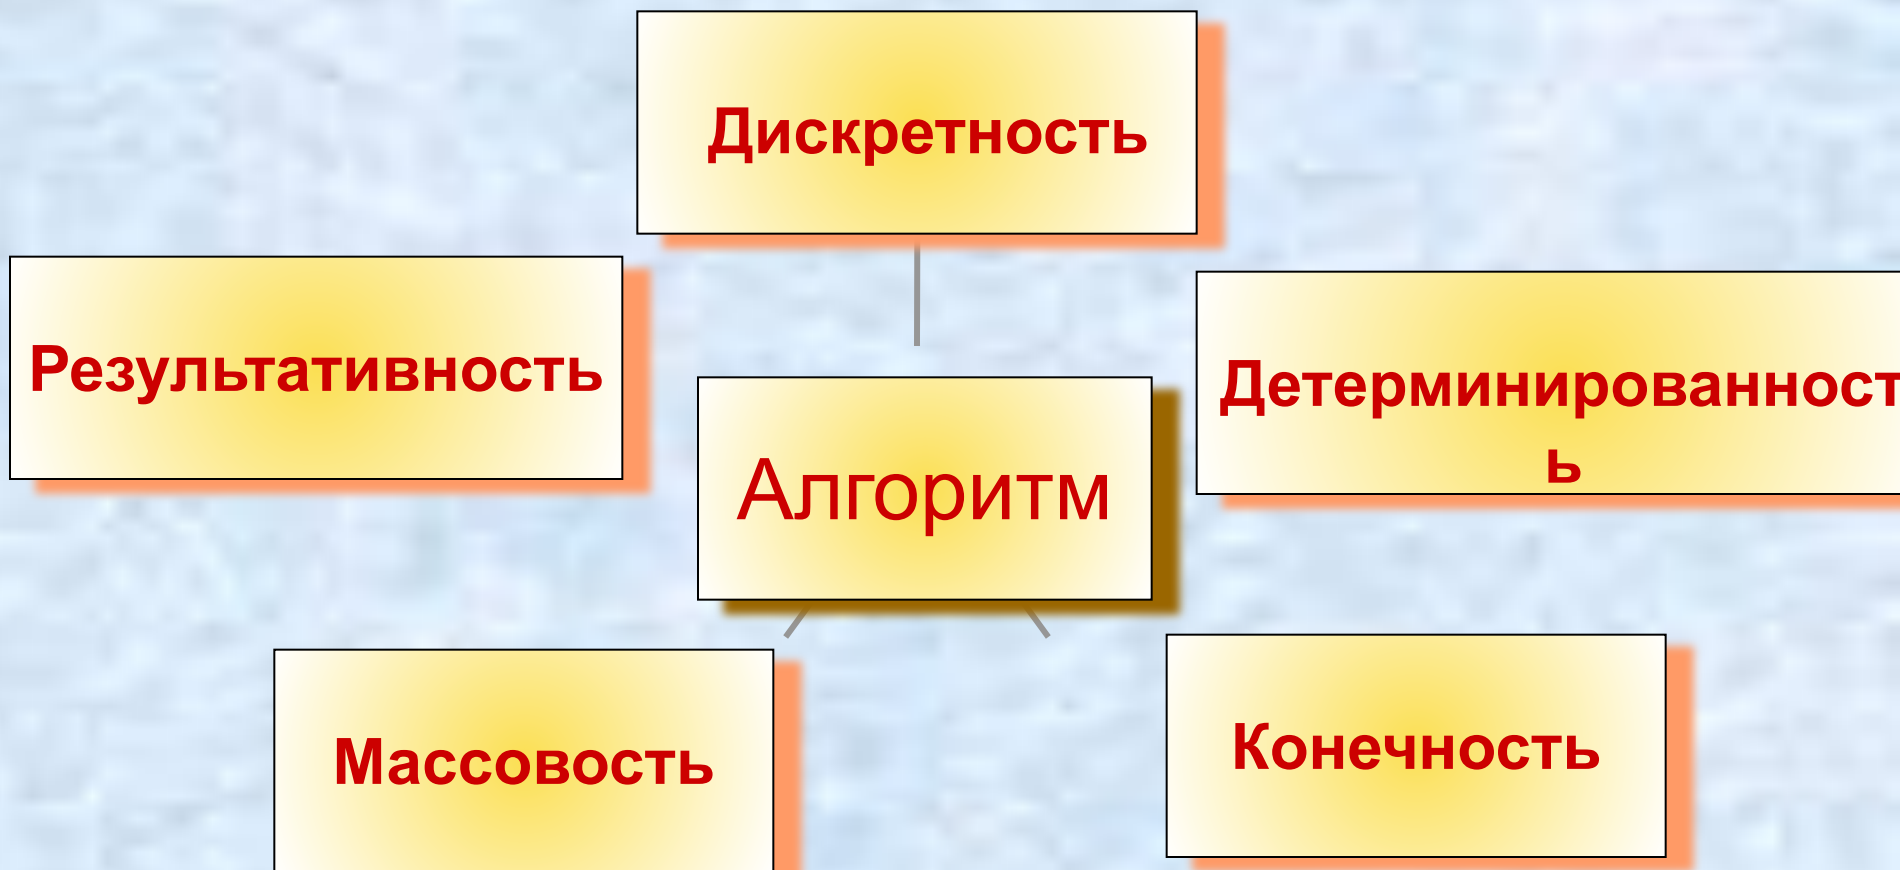 Дискретность
Результативность
Детерминированност
ь
Алгоритм
Массовость
Конечность